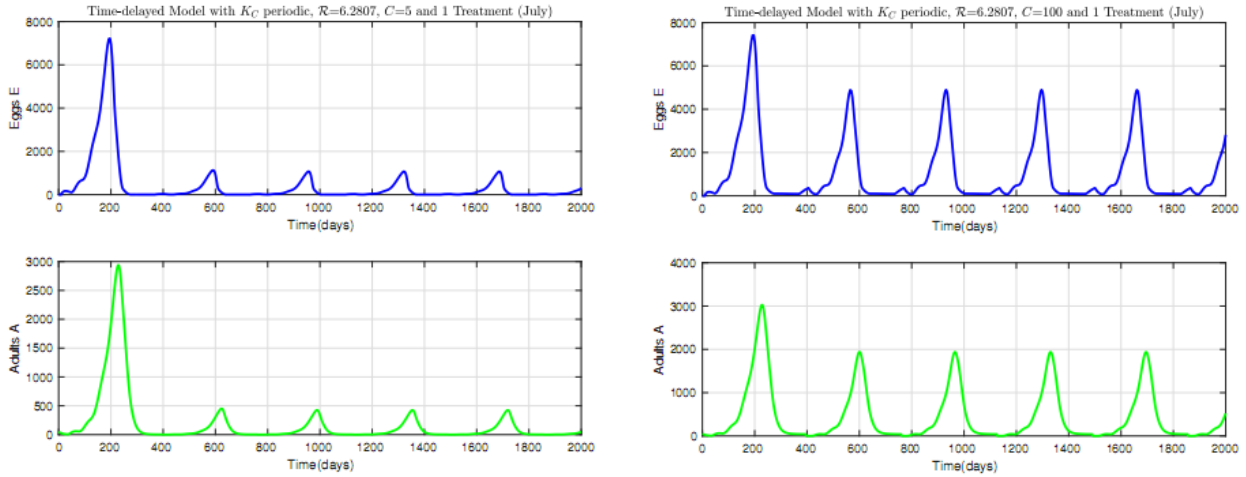 Time-delayed Model with K_C periodic, ℛ=6.2807, C=5 and 1 Treatment (July)
8000
6000
4000
2000
0
Eggs E
0 200 400 600 800 1000 1200 1400 1600 1800 2000
Time(days)
3000
2500
2000
1500
1000
500
0
Adults A
0 200 400 600 800 1000 1200 1400 1600 1800 2000
Time(days)
Time-delayed Model with K_C periodic, ℛ=6.2807, C=100 and 1 Treatment (July)
8000
6000
4000
2000
0
Eggs E
0 200 400 600 800 1000 1200 1400 1600 1800 2000
Time(days)
4000
3000
2000
1000
0
Adults A
0 200 400 600 800 1000 1200 1400 1600 1800 2000
Time(days)